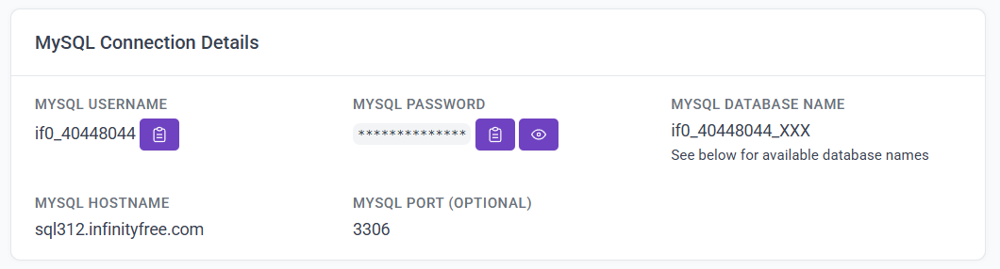 MySQL Connection Details
MYSQL USERNAME
if0_40448044
MYSQL PASSWORD
**************
MYSQL DATABASE NAME
if0_40448044_XXX
See below for available database names
MYSQL HOSTNAME
sql312.infinityfree.com
MYSQL PORT (OPTIONAL)
3306